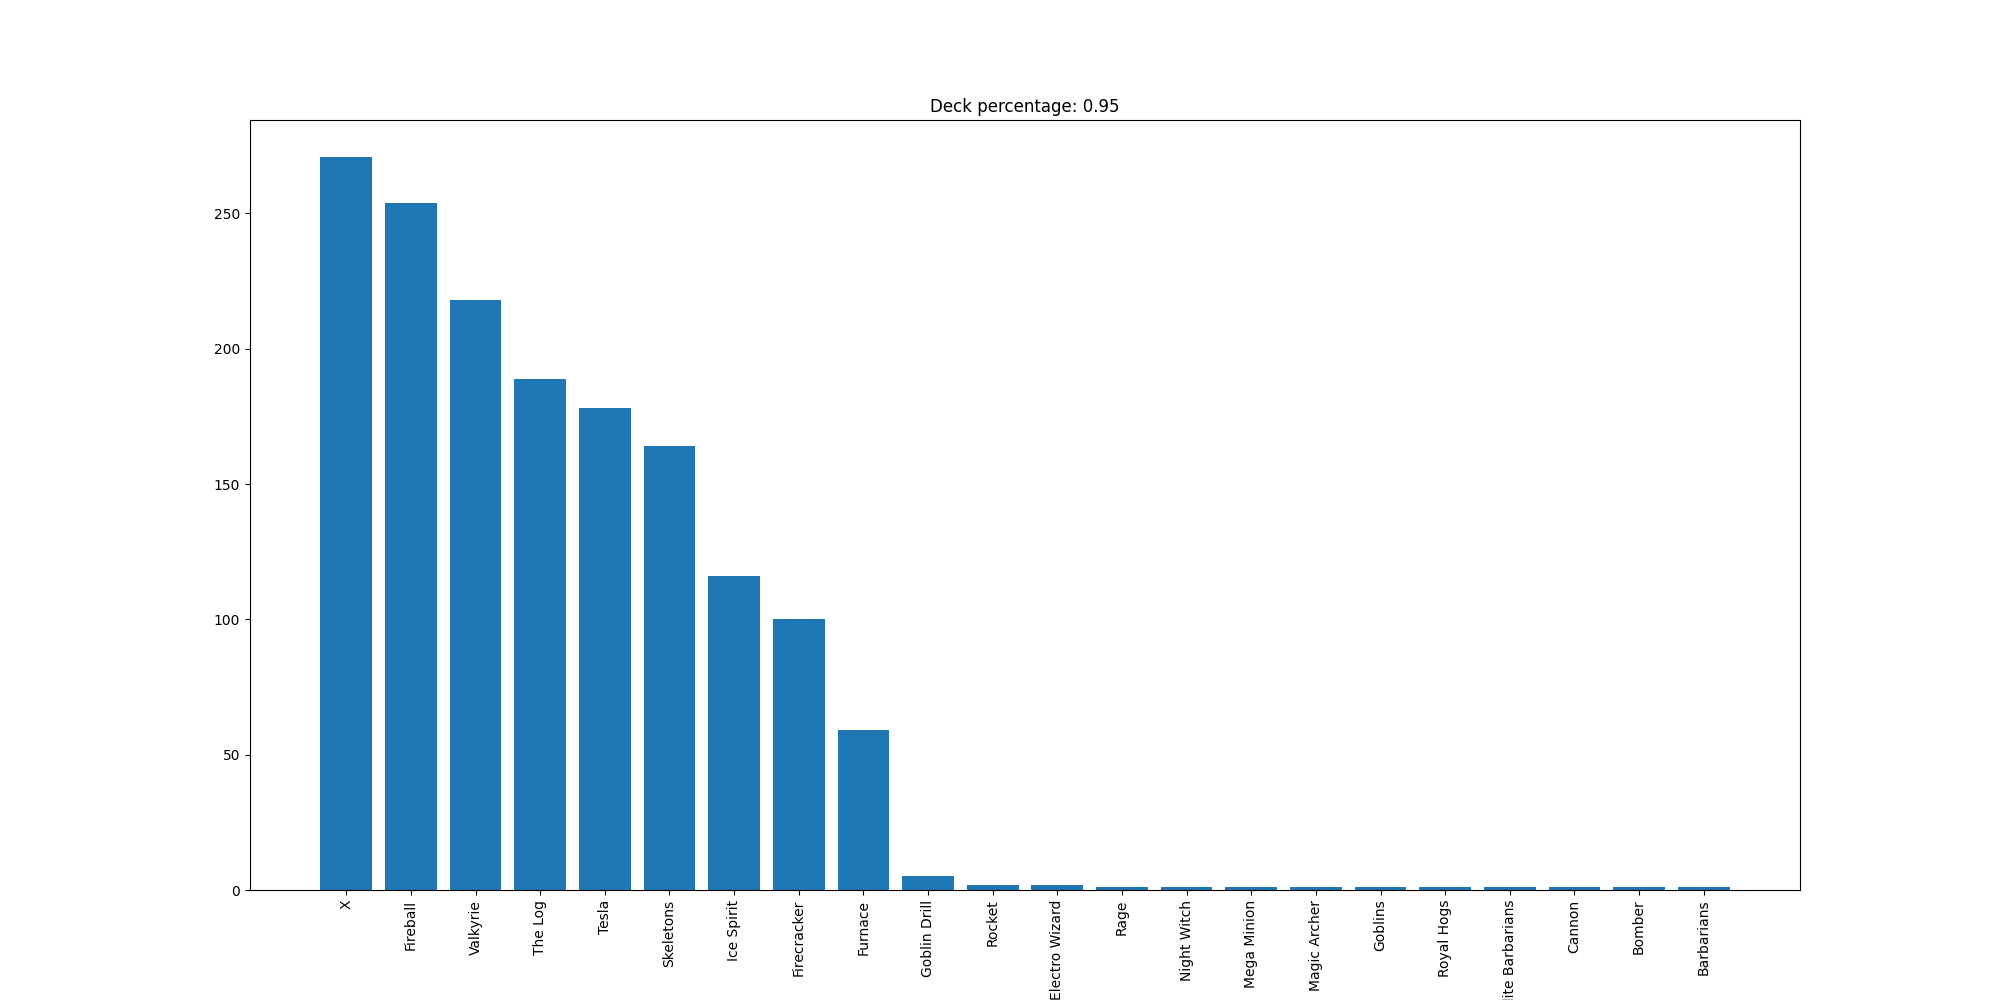 Deck percentage: 0.95
250
200
150
100
50
0
X
Fireball
Valkyrie
The Log
Tesla
Skeletons
Ice Spirit
Firecracker
Furnace
Goblin Drill
Rocket
Electro Wizard
Rage
Night Witch
Mega Minion
Magic Archer
Goblins
Royal Hogs
lite Barbarians
Cannon
Bomber
Barbarians